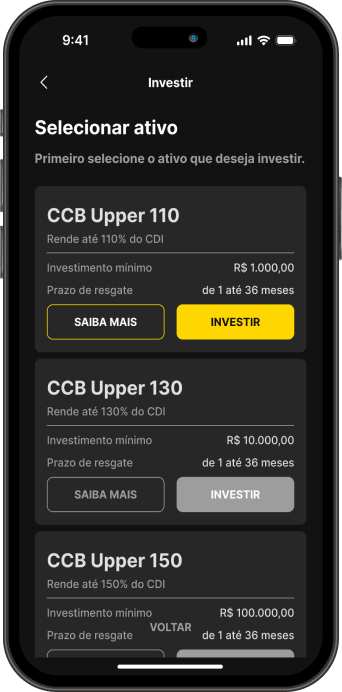 9:41
Investir
Selecionar ativo
Primeiro selecione o ativo que deseja investir.
CCB Upper 110
Rende até 110% do CDI
Investimento mínimo R$ 1.000,00
Prazo de resgate de 1 até 36 meses
SAIBA MAIS INVESTIR
CCB Upper 130
Rende até 130% do CDI
Investimento mínimo R$ 10.000,00
Prazo de resgate de 1 até 36 meses
SAIBA MAIS INVESTIR
CCB Upper 150
Rende até 150% do CDI
Investimento mínimo R$ 100.000,00
VOLTAR
Prazo de resgate de 1 até 36 meses